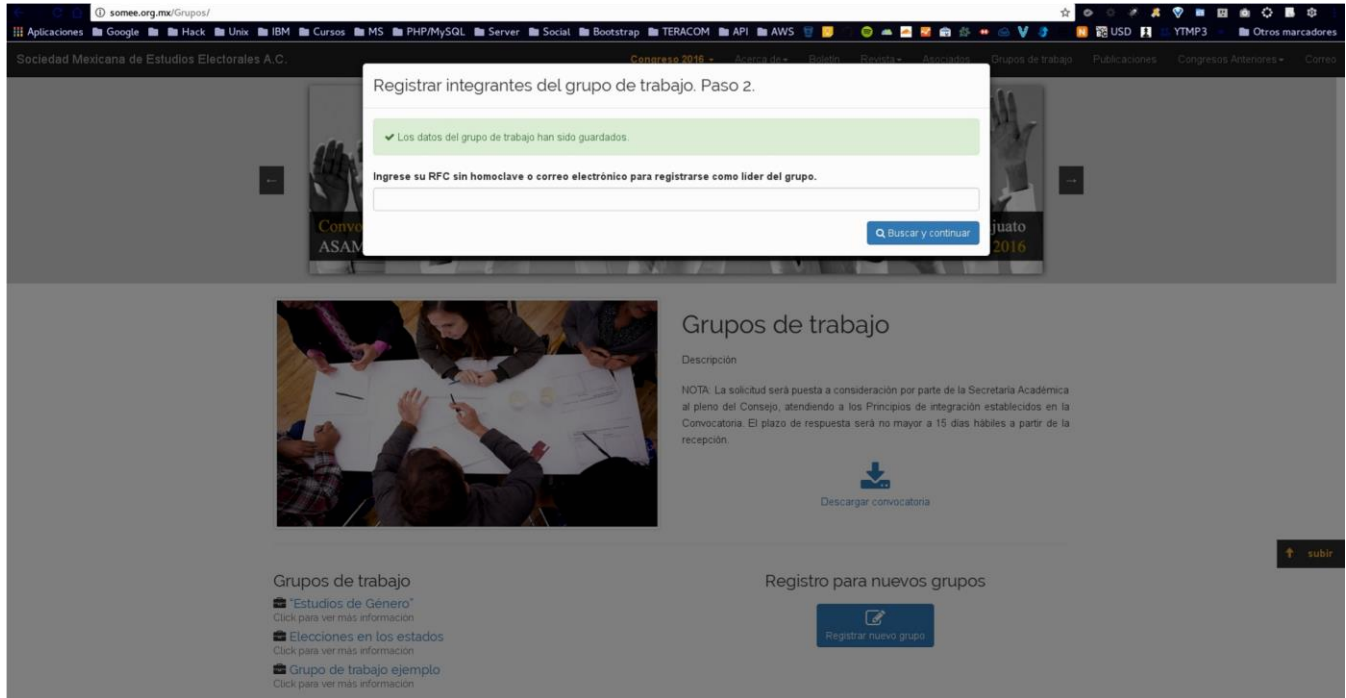 somee.org.mx/Grupos/
Aplicaciones Google Hack Unix IBM Cursos MS PHP/MySQL Server Social Bootstrap TERACOM API AWS USD YTMP3 Otros marcadores
Sociedad Mexicana de Estudios Electorales A.C. Congreso 2016 Acerca de Boletín Revista Asociados Grupos de trabajo Publicaciones Congresos Anteriores Correo
Registrar integrantes del grupo de trabajo. Paso 2.
Los datos del grupo de trabajo han sido guardados.
Ingrese su RFC sin homoclave o correo electrónico para registrarse como líder del grupo.
Buscar y continuar
Convo
ASAM
juato
2016
Grupos de trabajo
Descripción
NOTA: La solicitud será puesta a consideración por parte de la Secretaría Académica
al pleno del Consejo, atendiendo a los Principios de integración establecidos en la
Convocatoria. El plazo de respuesta será no mayor a 15 días hábiles a partir de la
recepción.
Descargar convocatoria
subir
Grupos de trabajo
"Estudios de Género"
Click para ver más información
Elecciones en los estados
Click para ver más información
Grupo de trabajo ejemplo
Click para ver más información
Registro para nuevos grupos
Registrar nuevo grupo